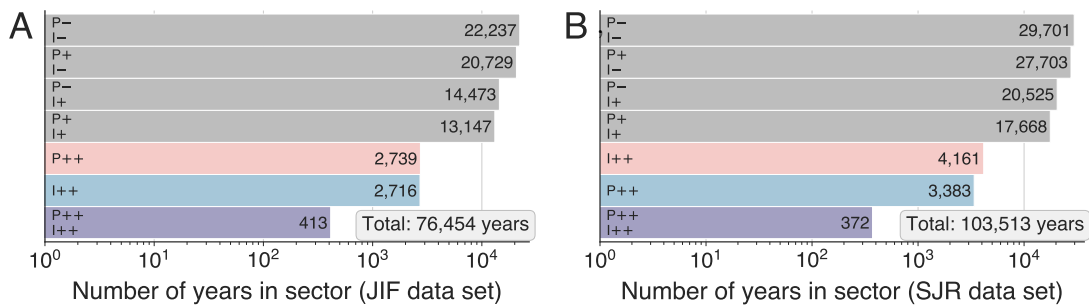 A
P−
I−
22,237
P+
I−
20,729
P−
I+
14,473
P+
I+
13,147
P++
2,739
I++
2,716
P++
I++
413
Total: 76,454 years
10^0
10^1
10^2
10^3
10^4
Number of years in sector (JIF data set)
B
P−
I−
29,701
P+
I−
27,703
P−
I+
20,525
P+
I+
17,668
I++
4,161
P++
3,383
P++
I++
372
Total: 103,513 years
10^0
10^1
10^2
10^3
10^4
Number of years in sector (SJR data set)